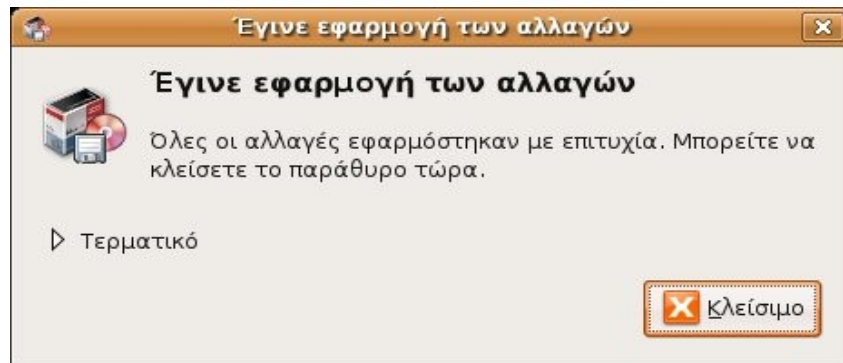 Έγινε εφαρμογή των αλλαγών
Έγινε εφαρμογή των αλλαγών
Όλες οι αλλαγές εφαρμόστηκαν με επιτυχία. Μπορείτε να
κλείσετε το παράθυρο τώρα.
Τερματικό
Κλείσιμο